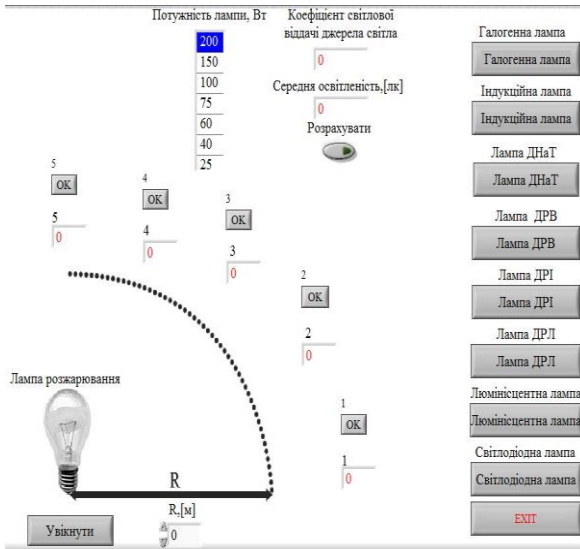 Потужність лампи, Вт
200
150
100
75
60
40
25
Коефіцієнт світлової
віддачі джерела світла
0
Середня освітленість,[лк]
0
Розрахувати
5
OK
5
0
4
OK
4
0
3
OK
3
0
2
OK
2
0
1
OK
1
0
Лампа розжарювання
R
R,[м]
0
Увікнути
Галогенна лампа
Галогенна лампа
Індукційна лампа
Індукційна лампа
Лампа ДНаТ
Лампа ДНаТ
Лампа ДРВ
Лампа ДРВ
Лампа ДРІ
Лампа ДРІ
Лампа ДРЛ
Лампа ДРЛ
Люмінісцентна лампа
Люмінісцентна лампа
Світлодіодна лампа
Світлодіодна лампа
EXIT